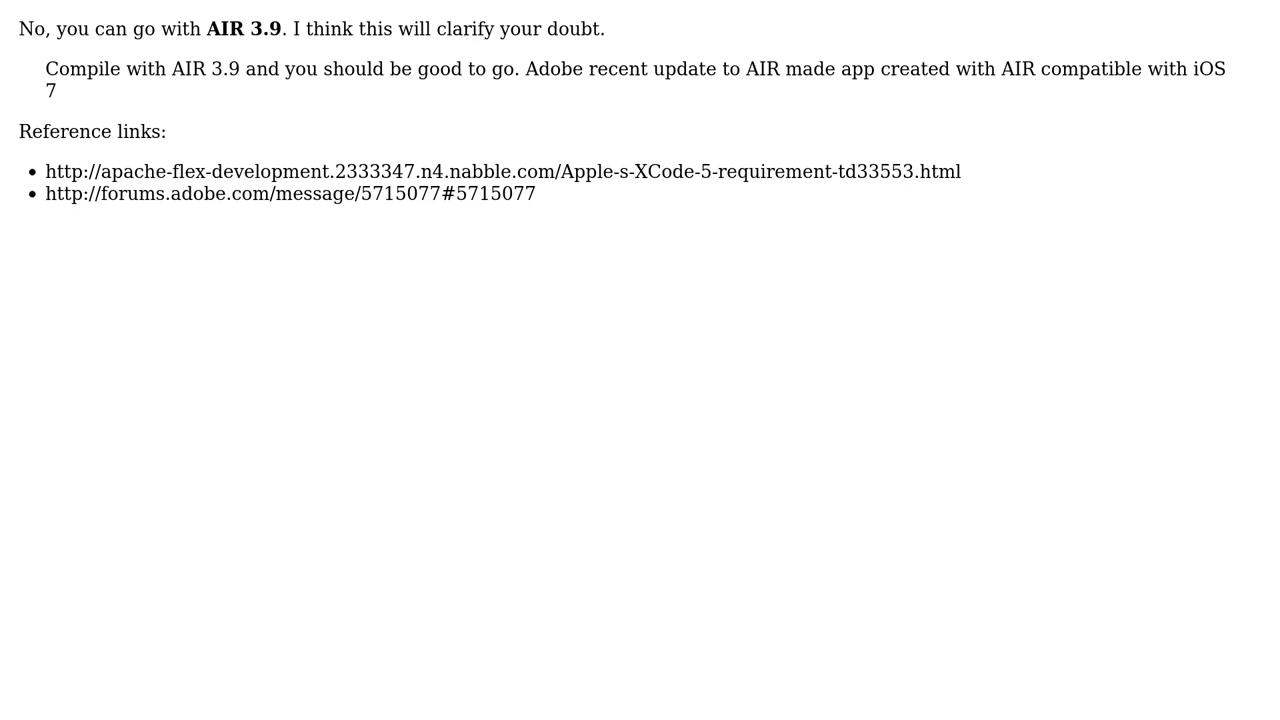 No, you can go with AIR 3.9. I think this will clarify your doubt.
Compile with AIR 3.9 and you should be good to go. Adobe recent update to AIR made app created with AIR compatible with iOS
7
Reference links:
• http://apache-flex-development.2333347.n4.nabble.com/Apple-s-XCode-5-requirement-td33553.html
• http://forums.adobe.com/message/5715077#5715077